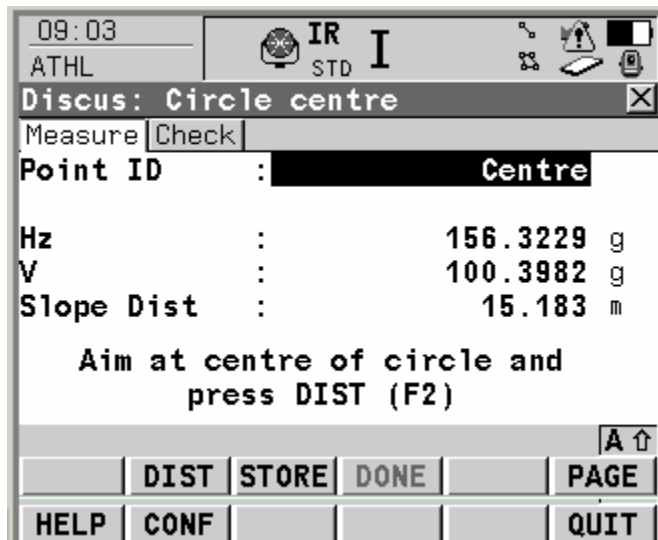 09:03
IR
ATHL
STD I
Discus: Circle centre
Measure Check
Point ID : Centre
Hz : 156.3229 g
V : 100.3982 g
Slope Dist : 15.183 m
Aim at centre of circle and
press DIST (F2)
A
DIST STORE DONE PAGE
HELP CONF QUIT